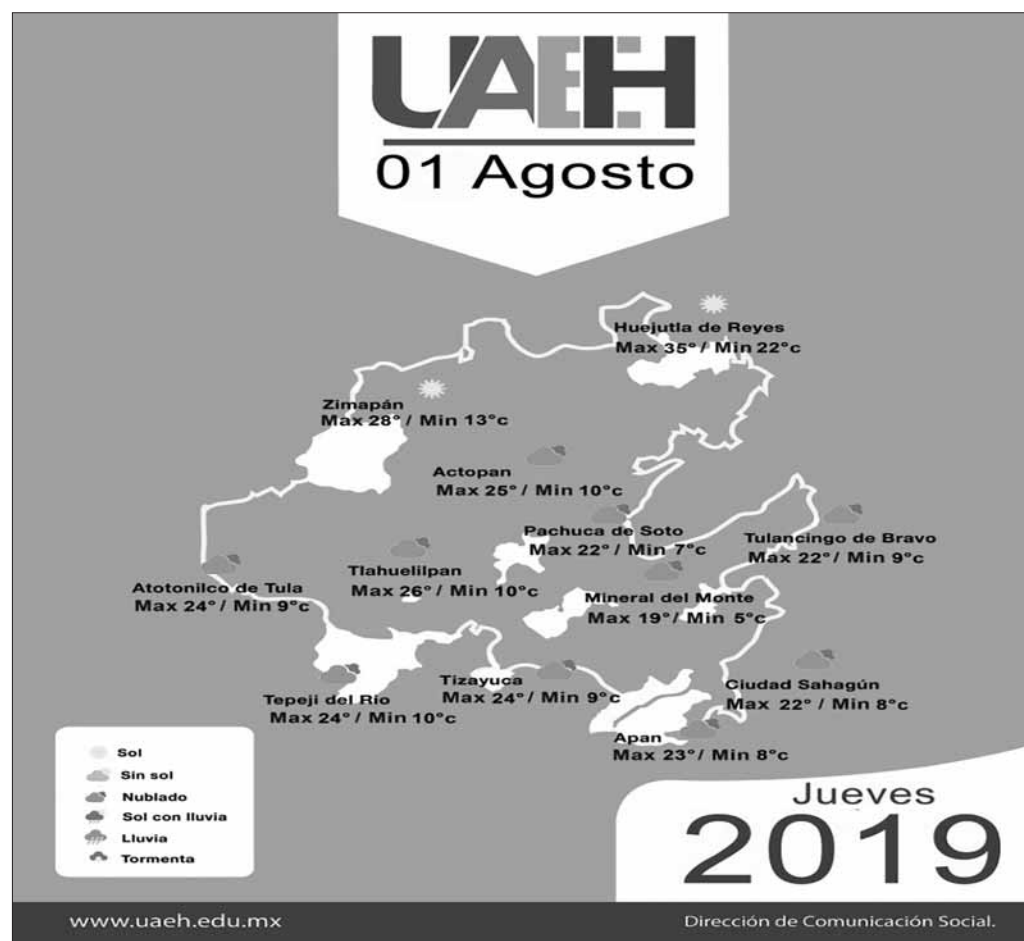 UAEH
01 Agosto
Huejutla de Reyes
Max 35° / Min 22°c
Zimapán
Max 28° / Min 13°c
Actopan
Max 25° / Min 10°c
Pachuca de Soto
Max 22° / Min 7°c
Tulancingo de Bravo
Max 22° / Min 9°c
Tlahuelilpan
Max 26° / Min 10°c
Atotonilco de Tula
Max 24° / Min 9°c
Mineral del Monte
Max 19° / Min 5°c
Tizayuca
Max 24° / Min 9°c
Ciudad Sahagún
Max 22° / Min 8°c
Tepeji del Río
Max 24° / Min 10°c
Apan
Max 23° / Min 8°c
Sol
Sin sol
Nublado
Sol con lluvia
Lluvia
Tormenta
Jueves
2019
www.uaeh.edu.mx
Dirección de Comunicación Social.